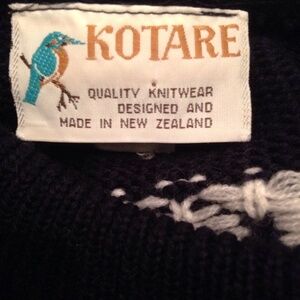 KOTARE
QUALITY KNITWEAR
DESIGNED AND
MADE IN NEW ZEALAND